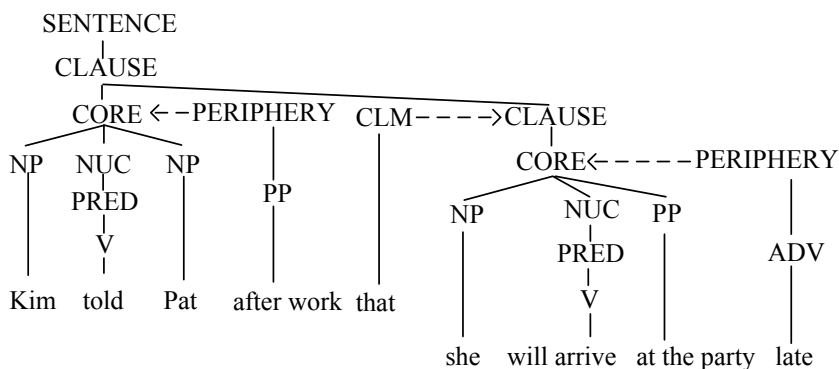 SENTENCE
CLAUSE
CORE PERIPHERY CLM CLAUSE
NP NUC NP CORE PERIPHERY
PRED PP NP NUC PP
V PRED ADV
Kim told Pat after work that V
she will arrive at the party late